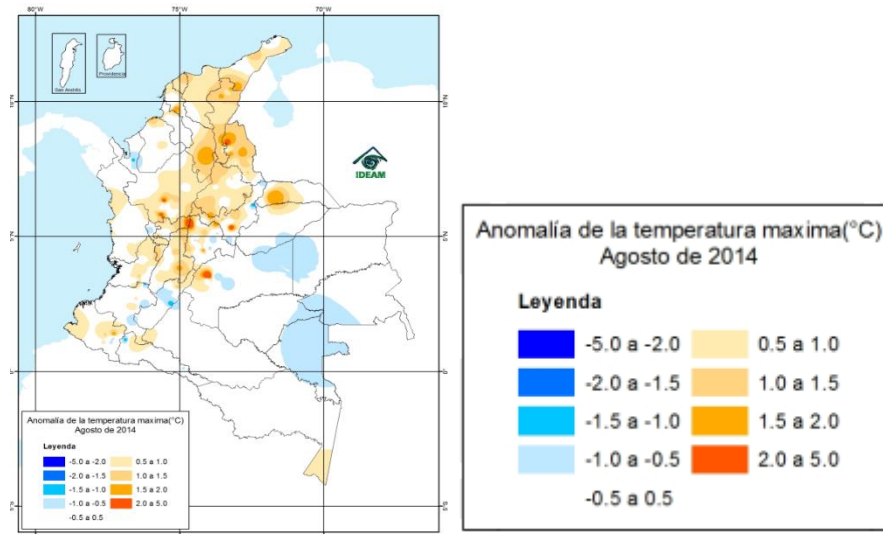 80°W 75°W 70°W
San Andrés
Providencia
10°N
10°N
IDEAM
5°N
5°N
0°
0°
5°S
5°S
Anomalía de la temperatura maxima(°C)
Agosto de 2014
Leyenda
-5.0 a -2.0 0.5 a 1.0
-2.0 a -1.5 1.0 a 1.5
-1.5 a -1.0 1.5 a 2.0
-1.0 a -0.5 2.0 a 5.0
-0.5 a 0.5
Anomalía de la temperatura maxima(°C)
Agosto de 2014
Leyenda
-5.0 a -2.0 0.5 a 1.0
-2.0 a -1.5 1.0 a 1.5
-1.5 a -1.0 1.5 a 2.0
-1.0 a -0.5 2.0 a 5.0
-0.5 a 0.5